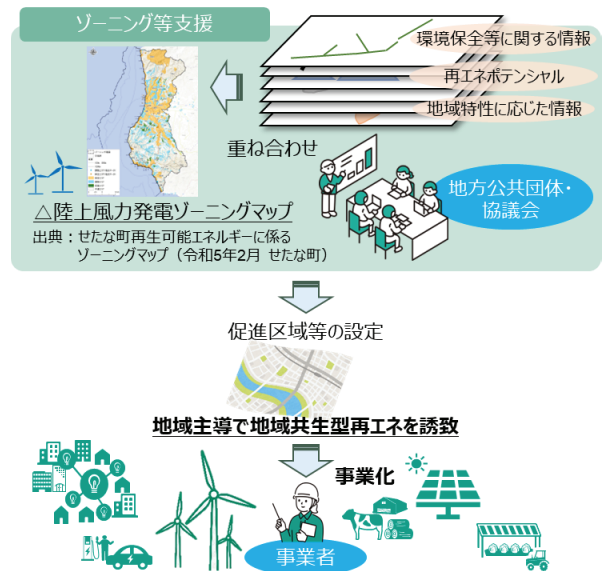 ゾーニング等支援
環境保全等に関する情報
再エネポテンシャル
地域特性に応じた情報
重ね合わせ
地方公共団体・
協議会
△陸上風力発電ゾーニングマップ
出典：せたな町再生可能エネルギーに係る
ゾーニングマップ（令和5年2月 せたな町）
促進区域等の設定
地域主導で地域共生型再エネを誘致
事業化
事業者